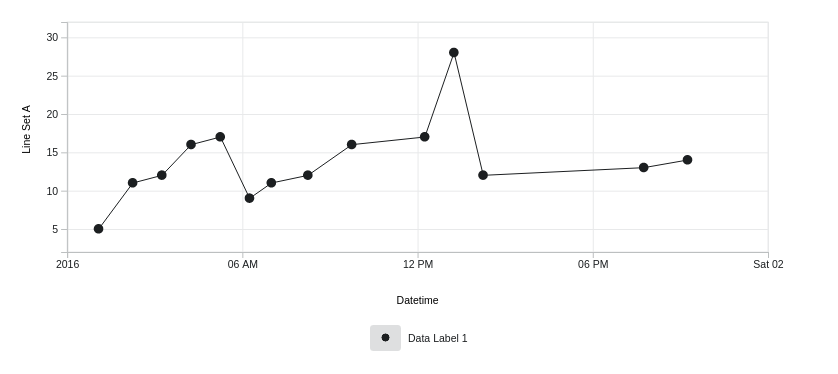 30
25
20
15
10
5
Line Set A
2016
06 AM
12 PM
06 PM
Sat 02
Datetime
Data Label 1